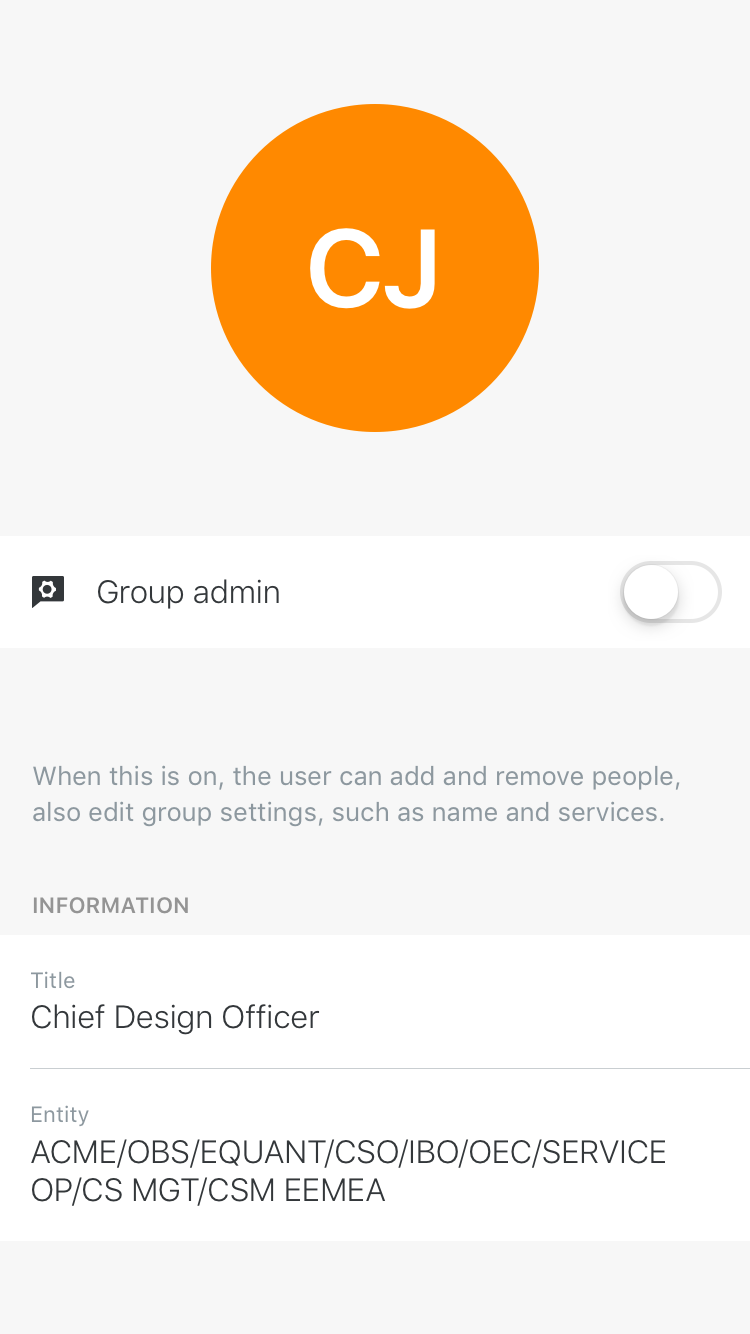 CJ
Group admin
When this is on, the user can add and remove people,
also edit group settings, such as name and services.
INFORMATION
Title
Chief Design Officer
Entity
ACME/OBS/EQUANT/CSO/IBO/OEC/SERVICE
OP/CS MGT/CSM EEMEA